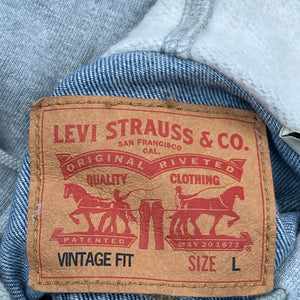 LEVI STRAUSS & CO.
SAN FRANCISCO
CAL.
ORIGINAL RIVETED
QUALITY CLOTHING
PATENTED MAY 20 1873
VINTAGE FIT SIZE L